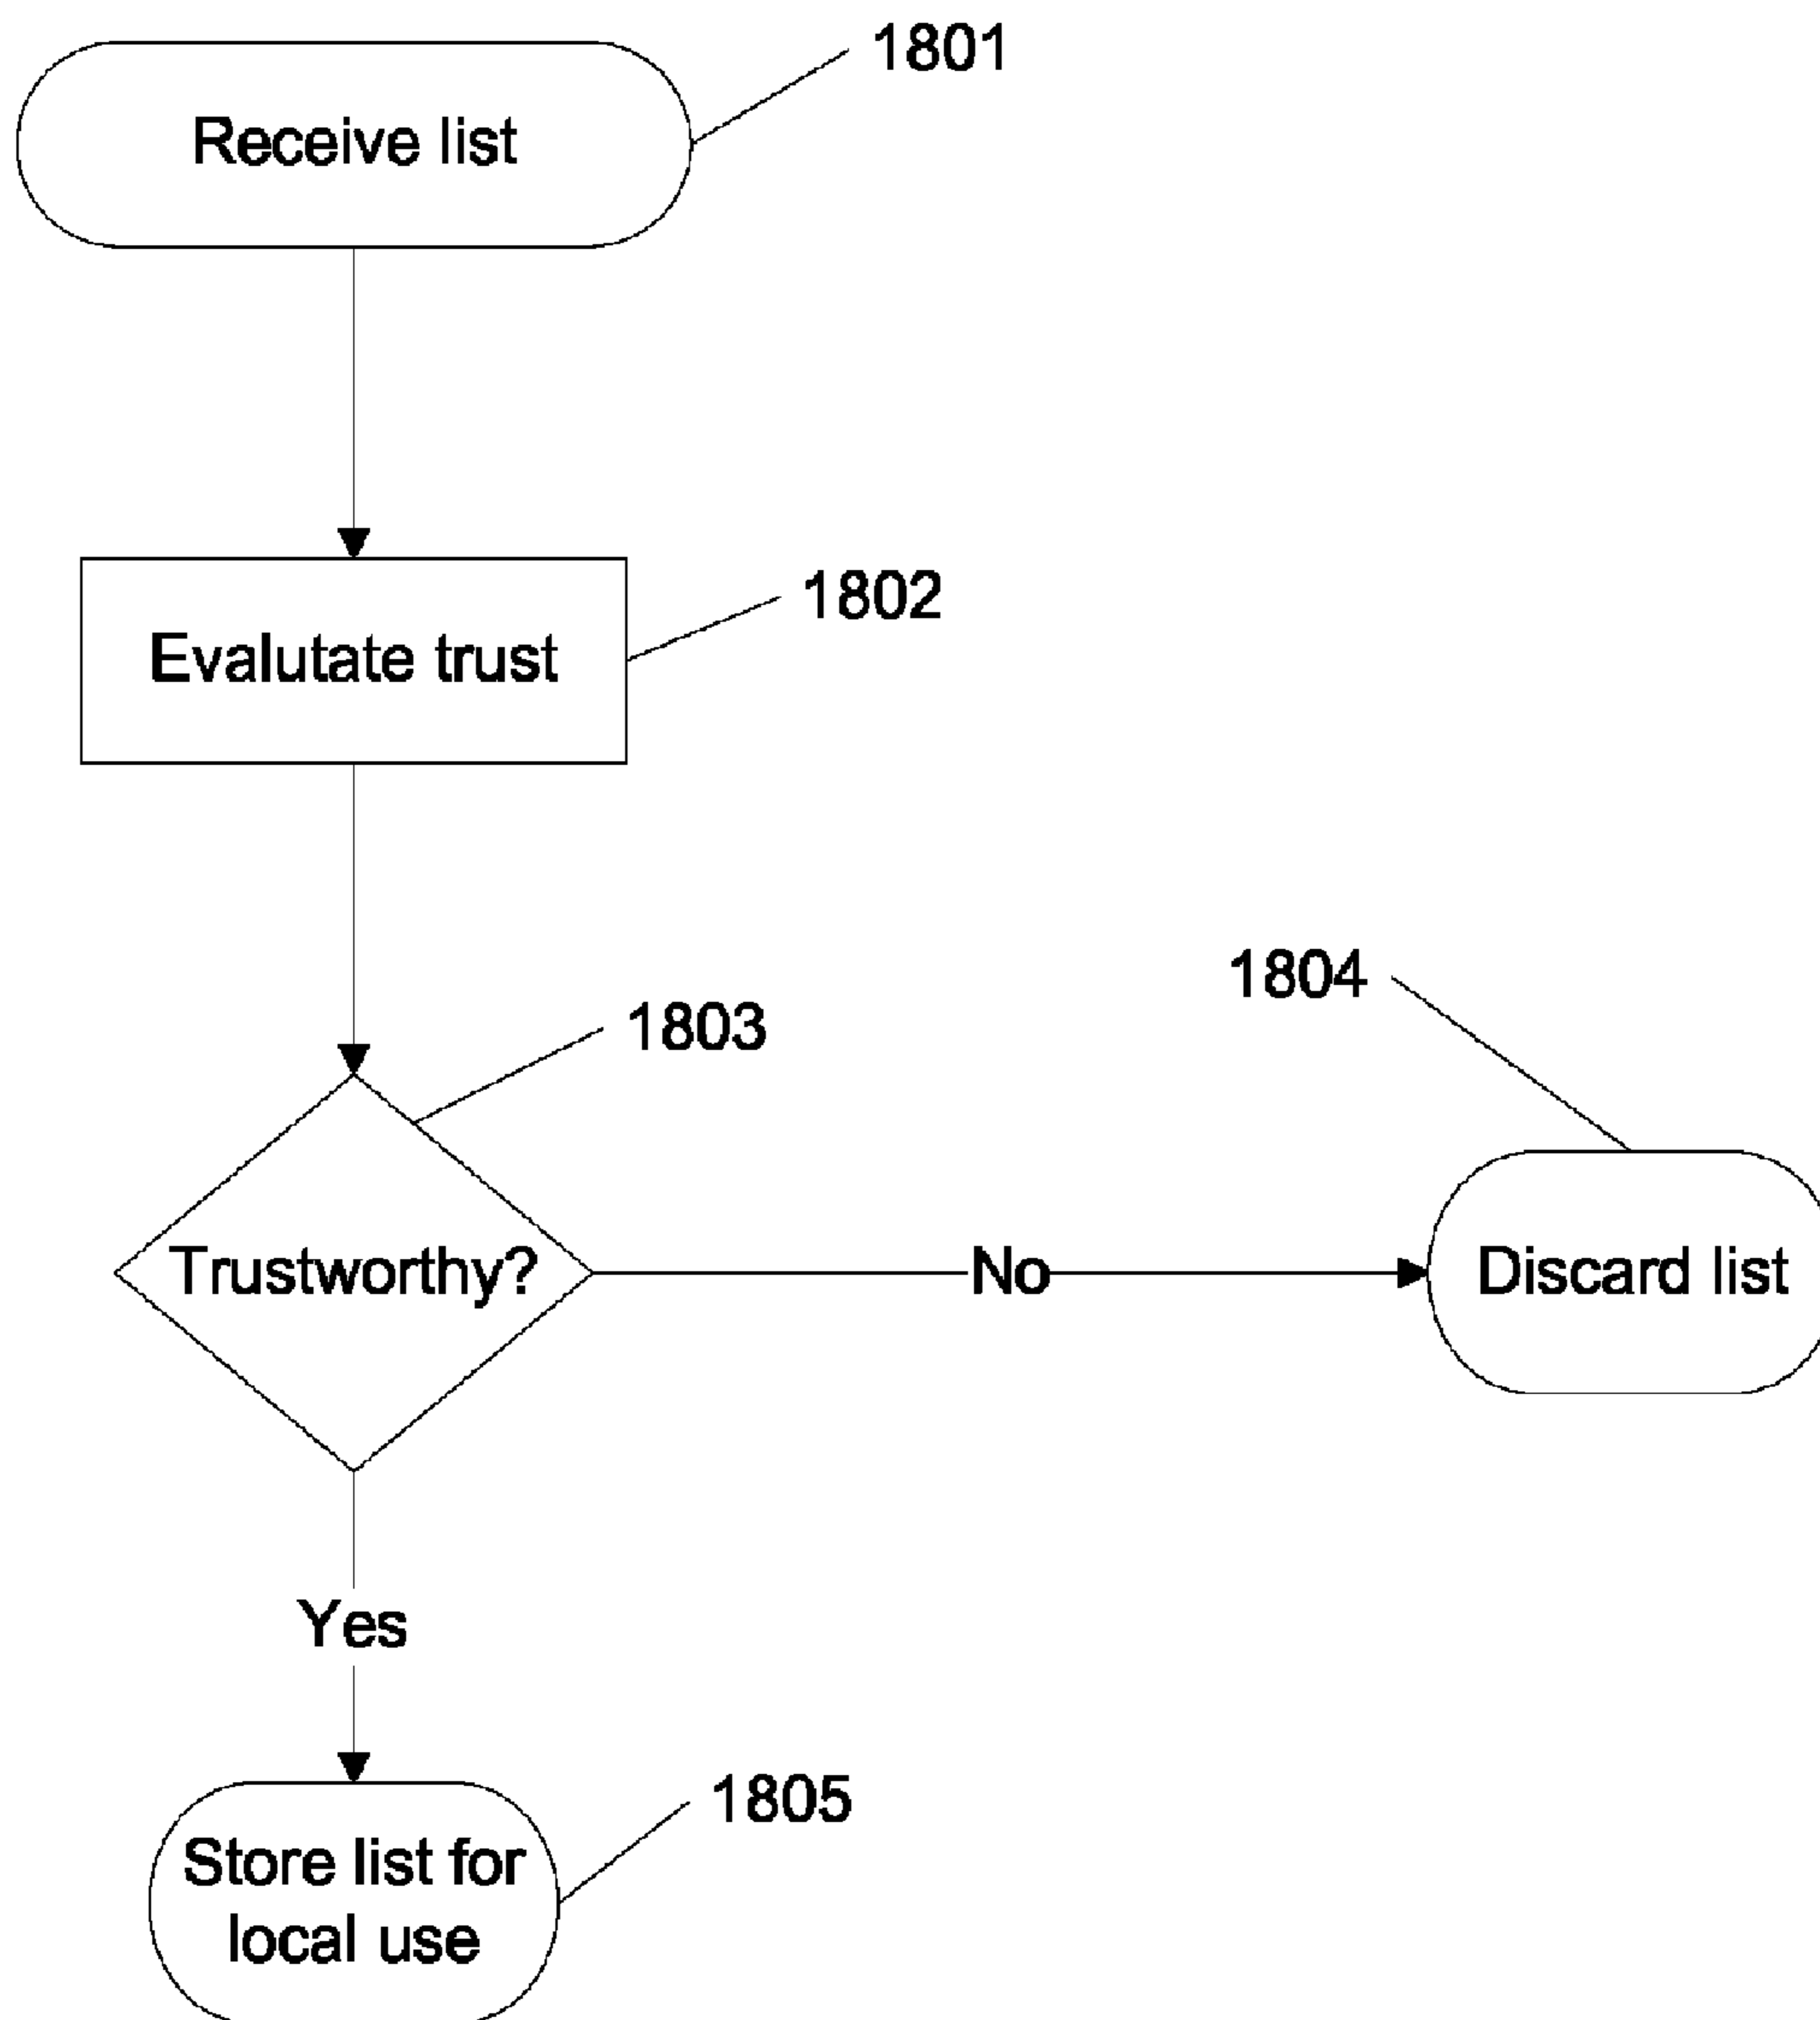 1801
Receive list
1802
Evalutate trust
1803
1804
Trustworthy?
No
Discard list
Yes
1805
Store list for
local use